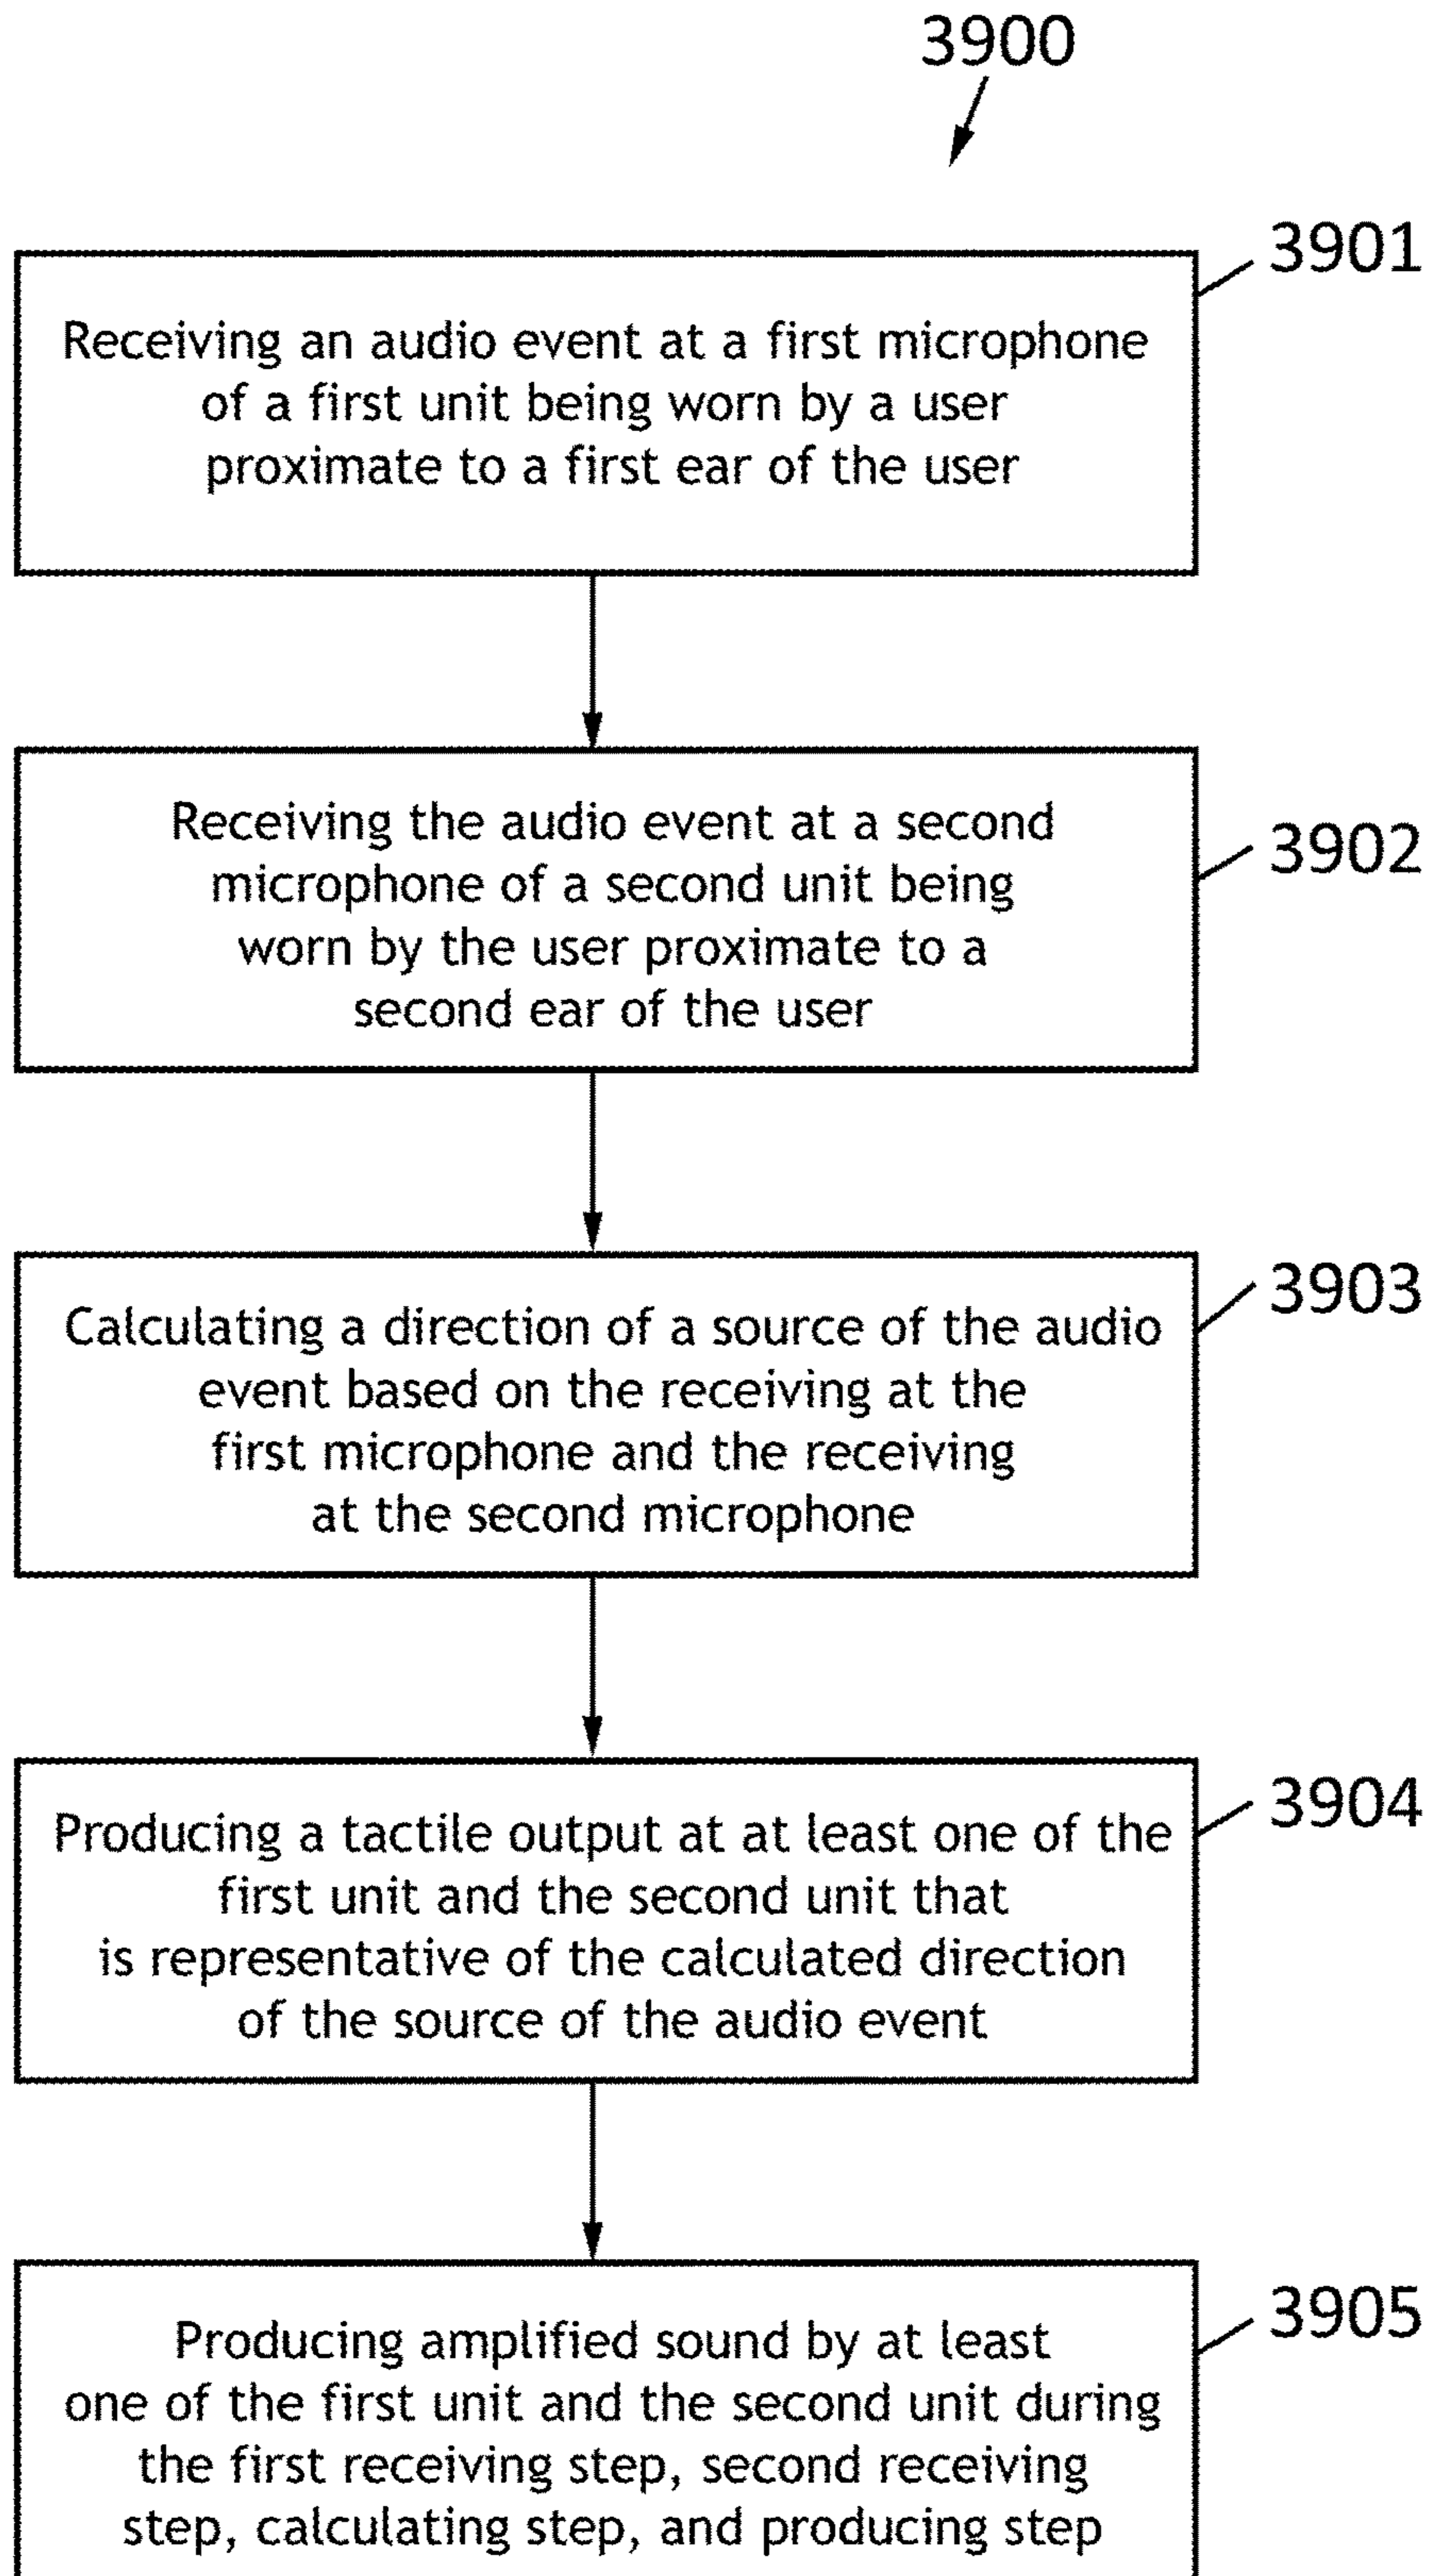 3900
3901
Receiving an audio event at a first microphone
of a first unit being worn by a user
proximate to a first ear of the user
Receiving the audio event at a second
microphone of a second unit being
worn by the user proximate to a
second ear of the user
3902
Calculating a direction of a source of the audio
event based on the receiving at the
first microphone and the receiving
at the second microphone
3903
Producing a tactile output at at least one of the
first unit and the second unit that
is representative of the calculated direction
of the source of the audio event
3904
Producing amplified sound by at least
one of the first unit and the second unit during
the first receiving step, second receiving
step, calculating step, and producing step
3905